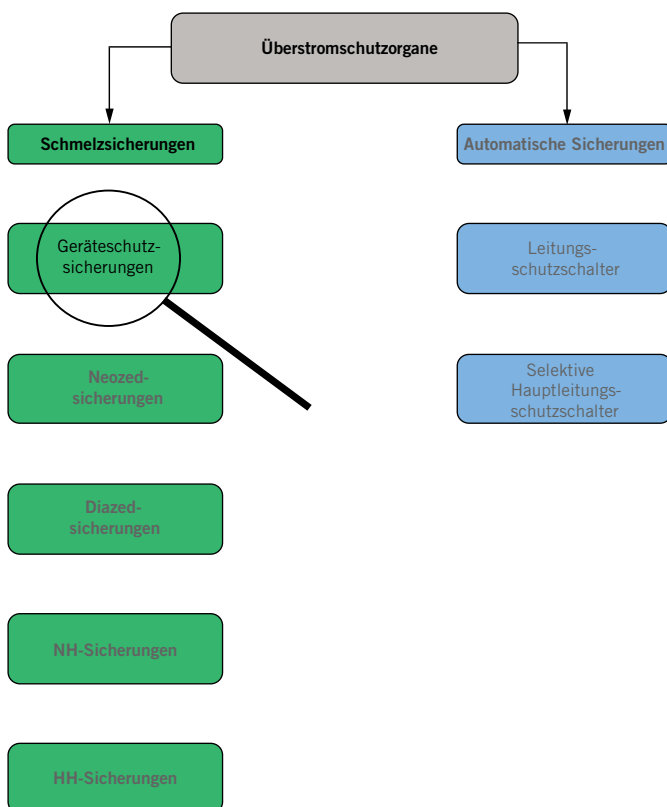 Überstromschutzorgane
Schmelzsicherungen
Automatische Sicherungen
Geräteschutz-
sicherungen
Leitungs-
schutzschalter
Neozed-
sicherungen
Selektive
Hauptleitungs-
schutzschalter
Diazed-
sicherungen
NH-Sicherungen
HH-Sicherungen